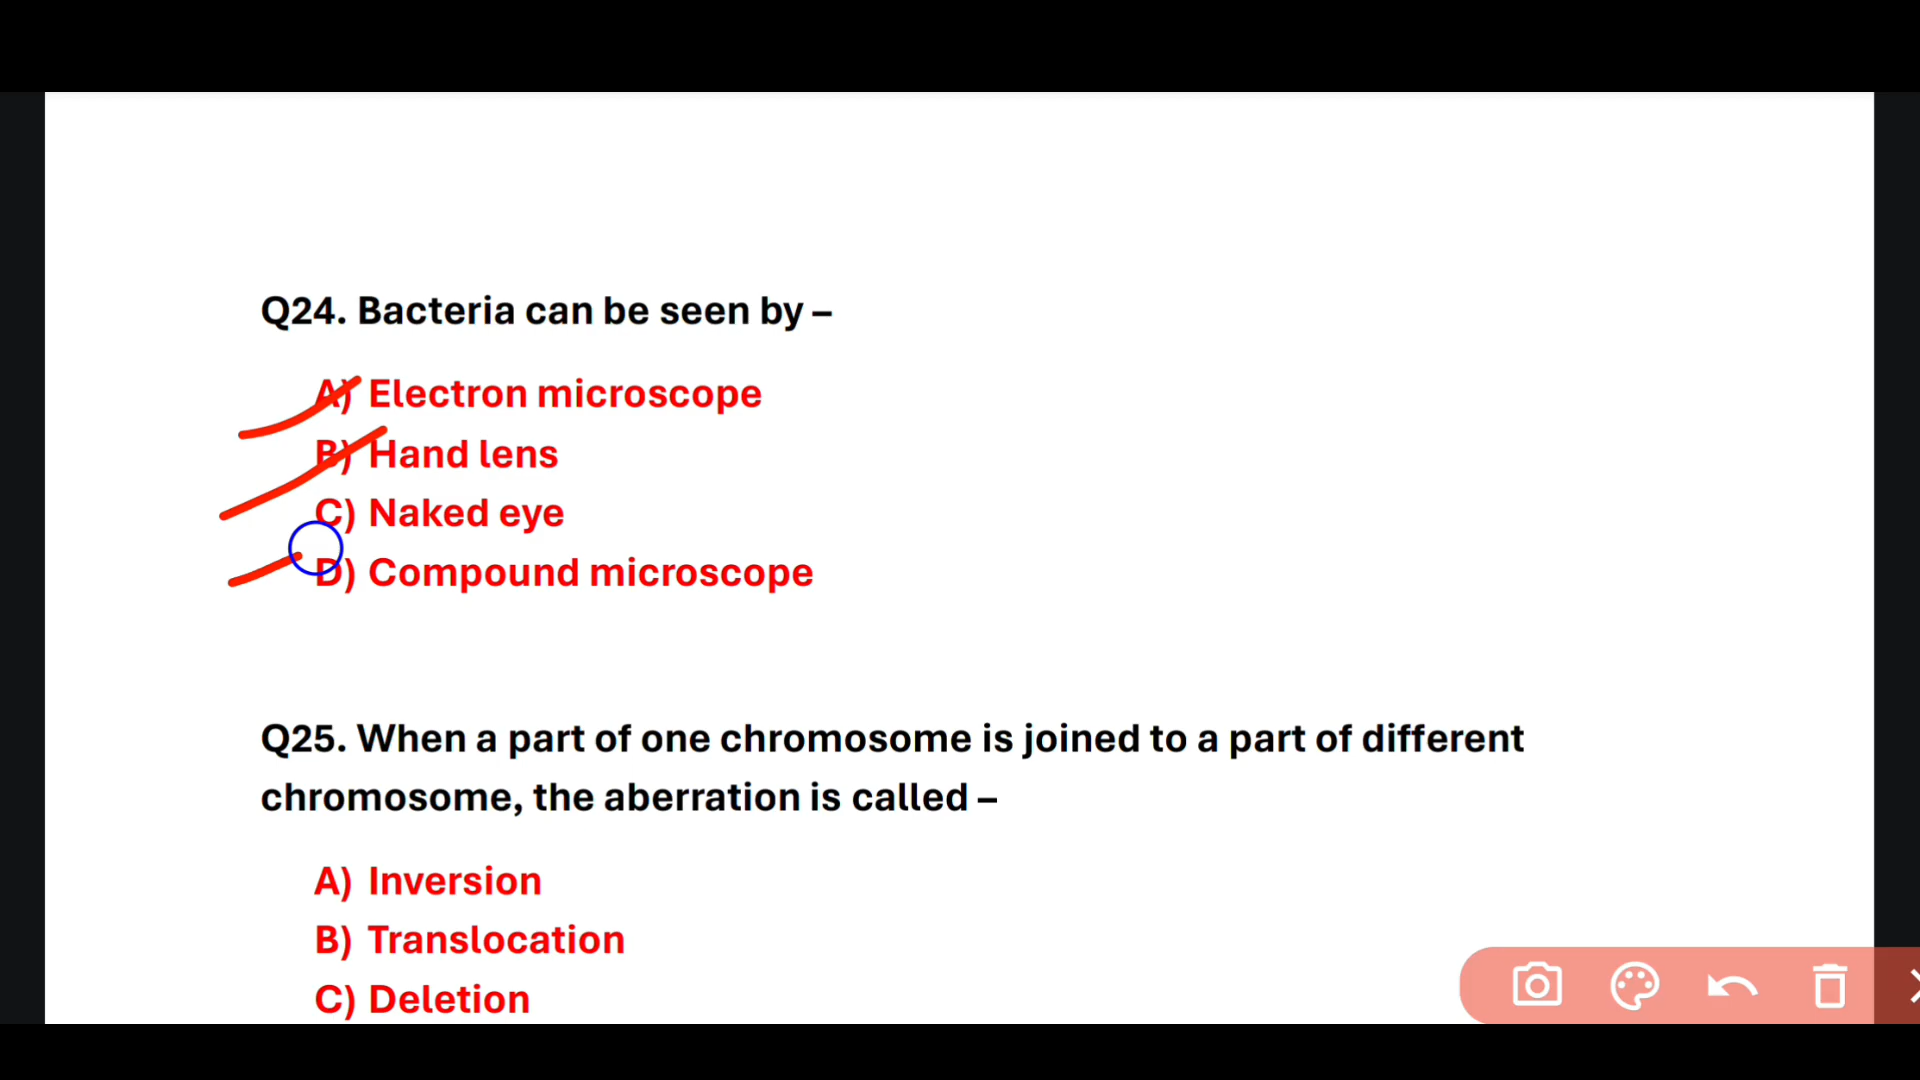 Q24. Bacteria can be seen by –
A) Electron microscope
B) Hand lens
C) Naked eye
D) Compound microscope
Q25. When a part of one chromosome is joined to a part of different
chromosome, the aberration is called –
A) Inversion
B) Translocation
C) Deletion